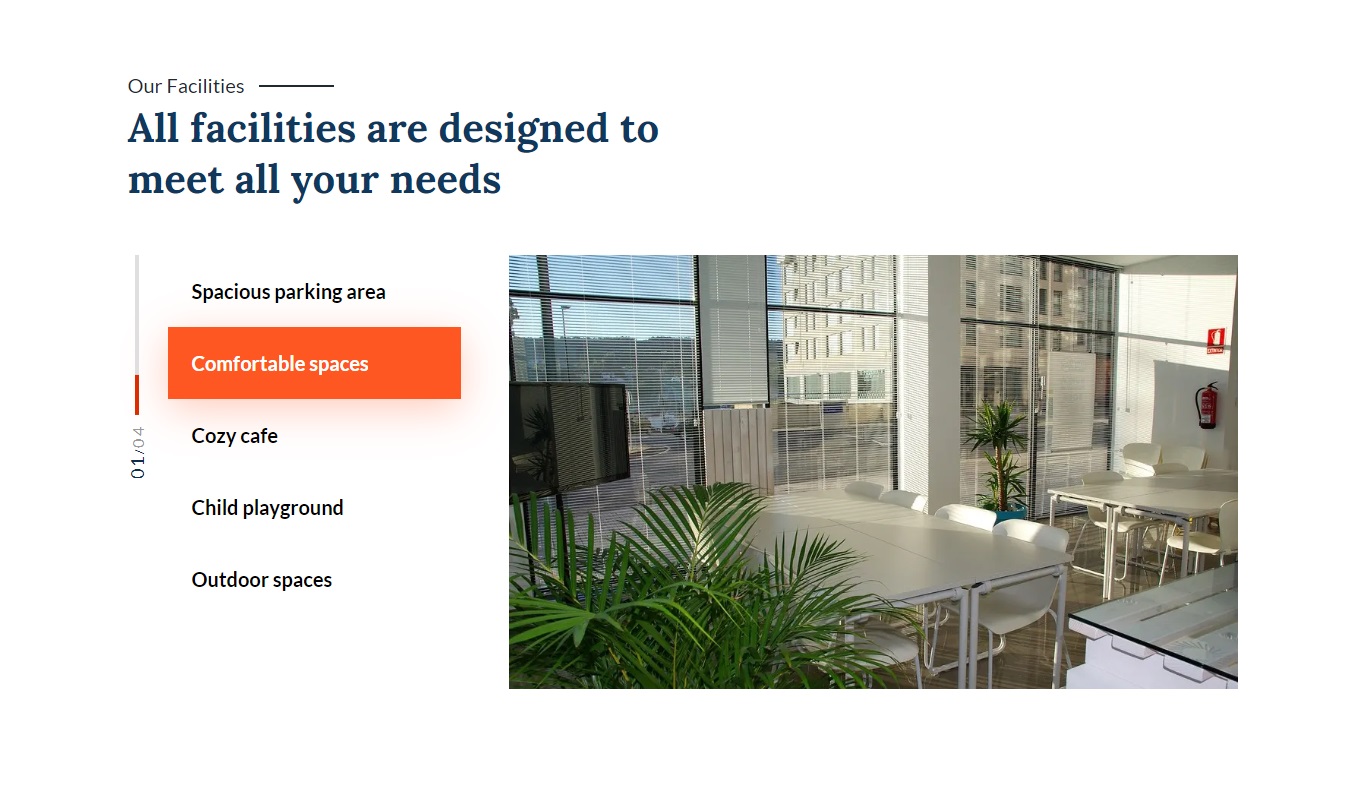 Our Facilities
All facilities are designed to
meet all your needs
Spacious parking area
Comfortable spaces
Cozy cafe
Child playground
Outdoor spaces
01/04